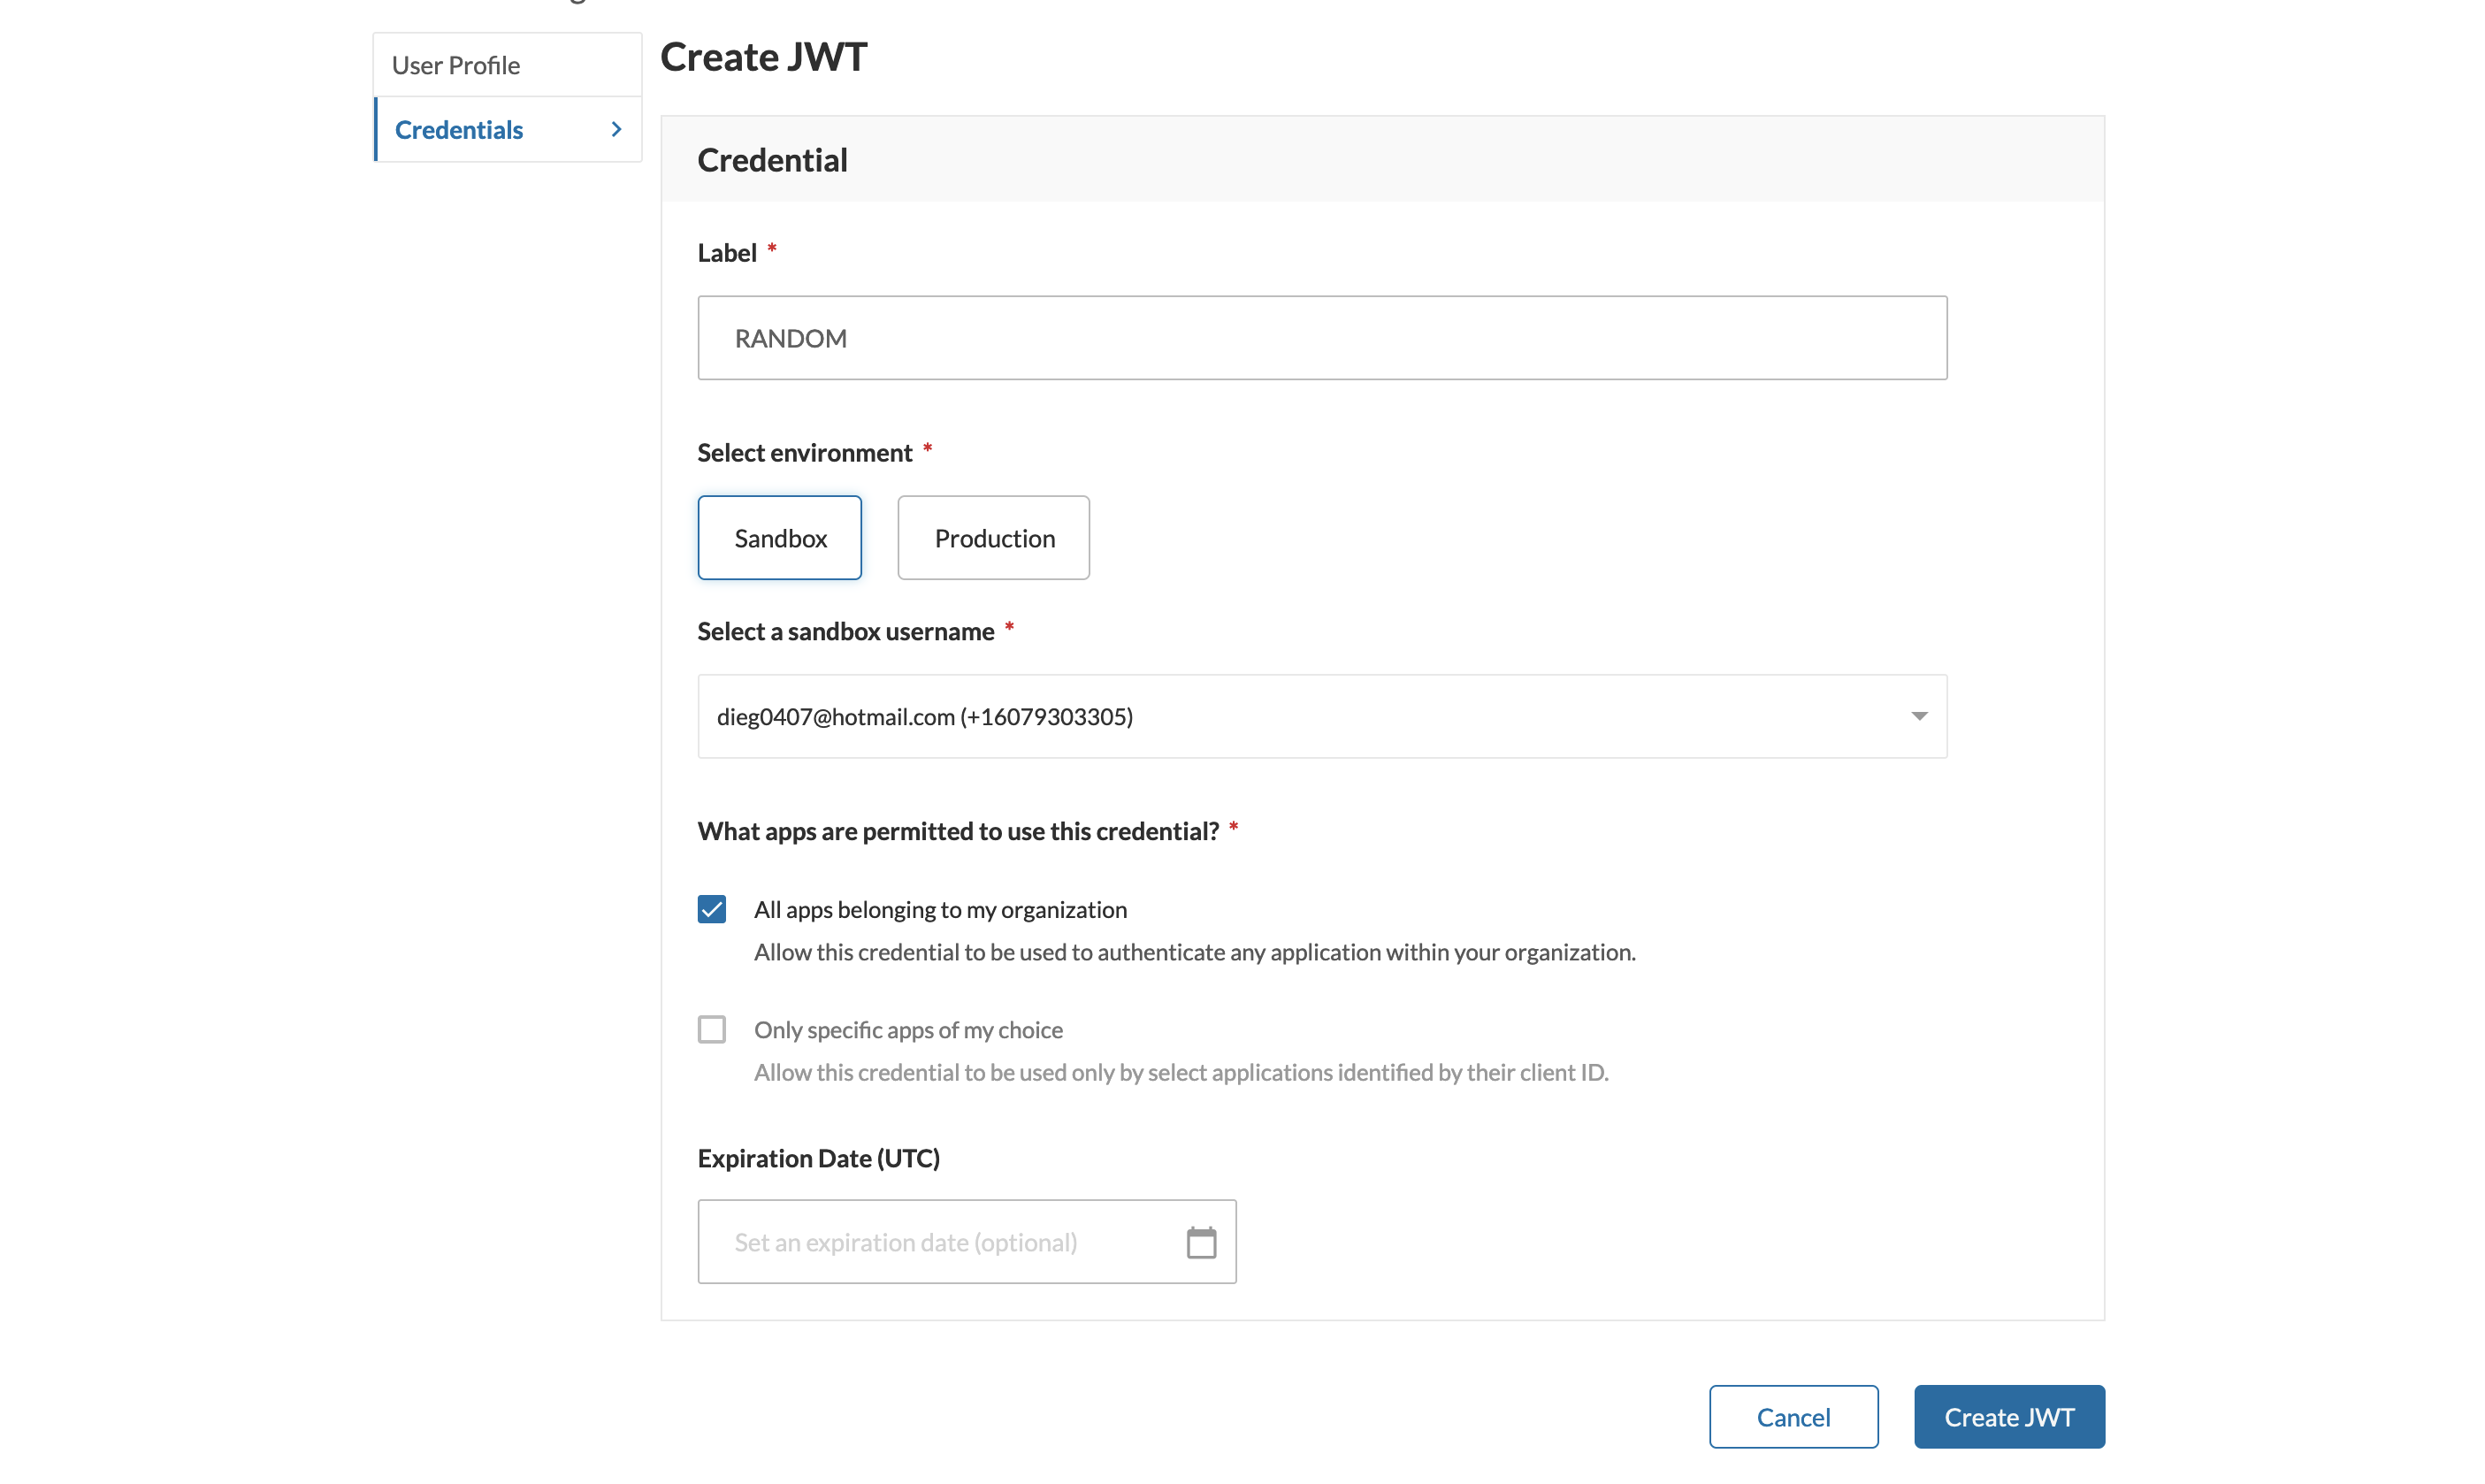 User Profile
Credentials
Create JWT
Credential
Label *
RANDOM
Select environment *
Sandbox
Production
Select a sandbox username *
dieg0407@hotmail.com (+16079303305)
What apps are permitted to use this credential? *
All apps belonging to my organization
Allow this credential to be used to authenticate any application within your organization.
Only specific apps of my choice
Allow this credential to be used only by select applications identified by their client ID.
Expiration Date (UTC)
Set an expiration date (optional)
Cancel
Create JWT